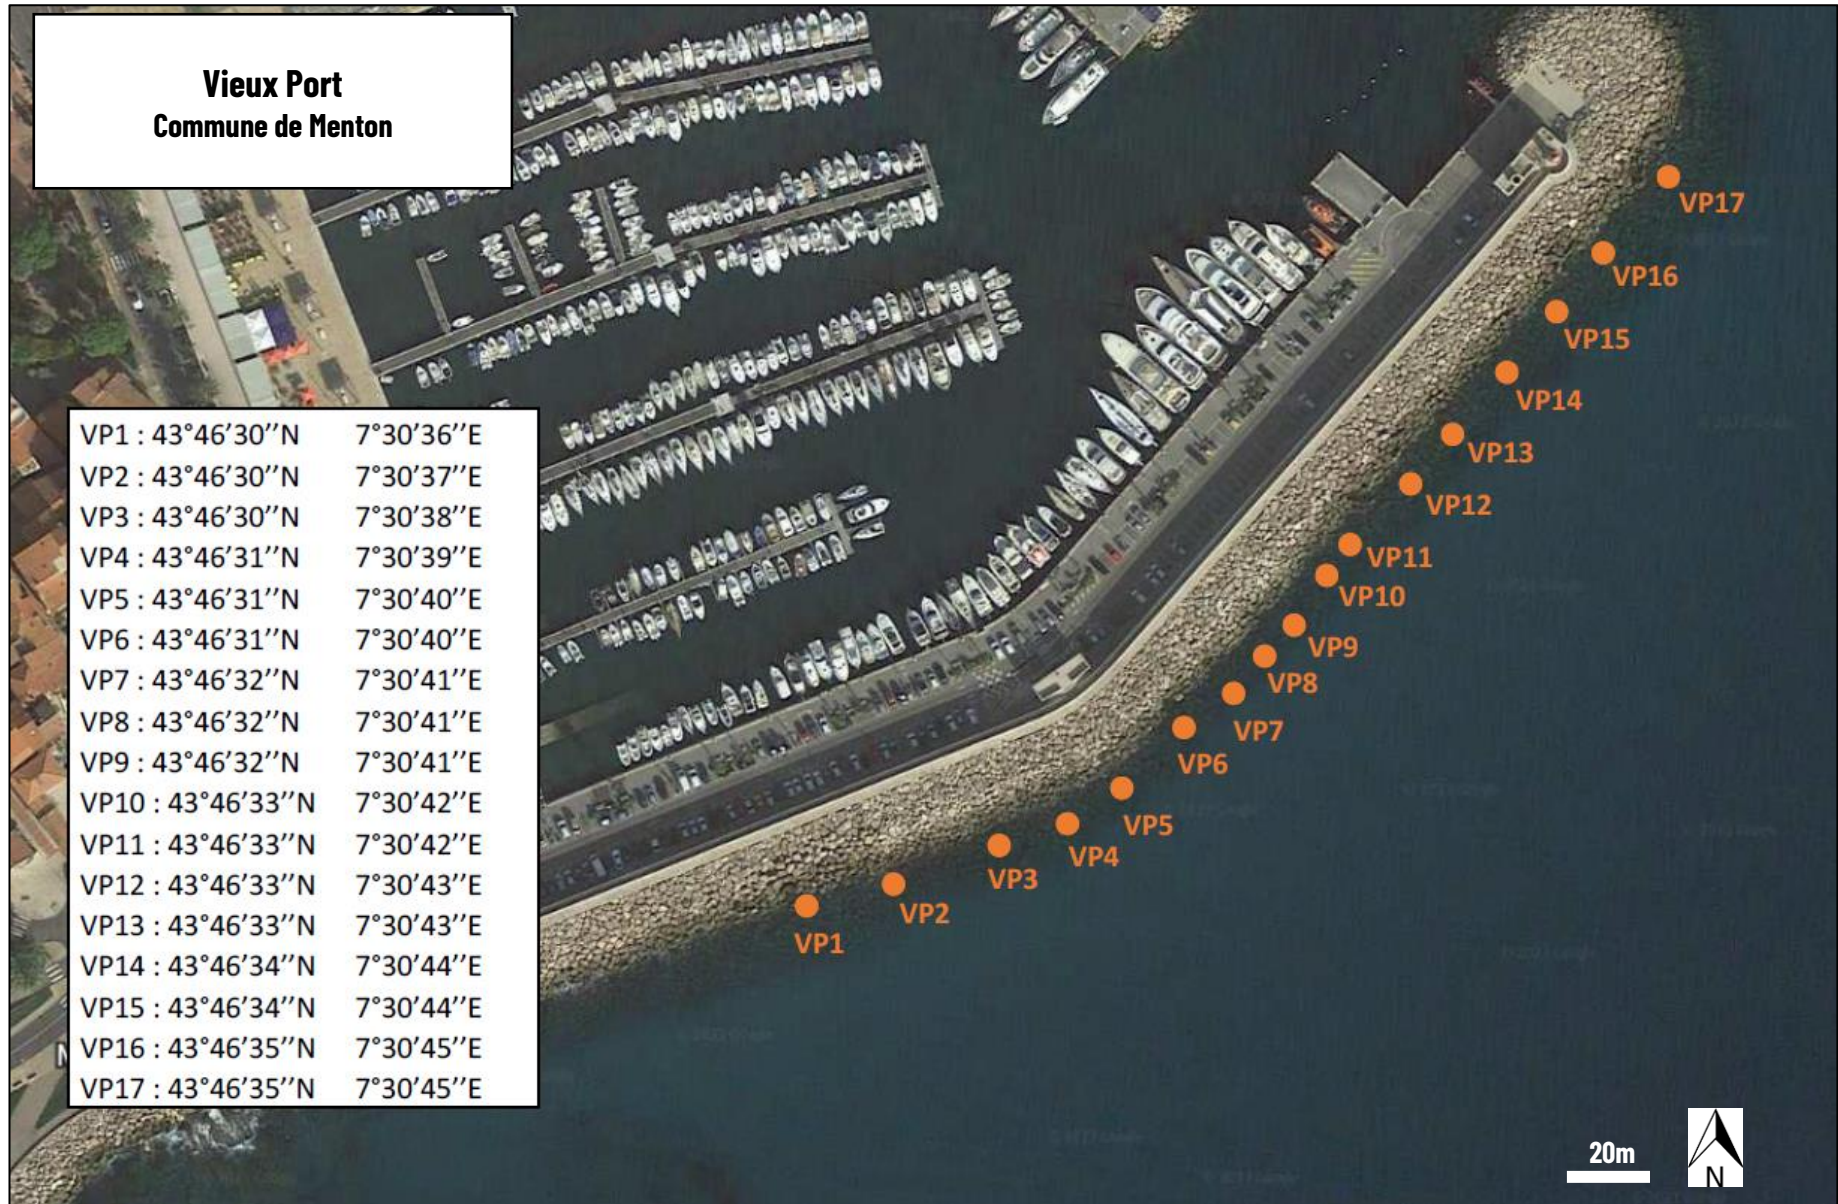 Vieux Port
Commune de Menton
VP1 : 43°46’30’’N 7°30’36’’E
VP2 : 43°46’30’’N 7°30’37’’E
VP3 : 43°46’30’’N 7°30’38’’E
VP4 : 43°46’31’’N 7°30’39’’E
VP5 : 43°46’31’’N 7°30’40’’E
VP6 : 43°46’31’’N 7°30’40’’E
VP7 : 43°46’32’’N 7°30’41’’E
VP8 : 43°46’32’’N 7°30’41’’E
VP9 : 43°46’32’’N 7°30’41’’E
VP10 : 43°46’33’’N 7°30’42’’E
VP11 : 43°46’33’’N 7°30’42’’E
VP12 : 43°46’33’’N 7°30’43’’E
VP13 : 43°46’33’’N 7°30’43’’E
VP14 : 43°46’34’’N 7°30’44’’E
VP15 : 43°46’34’’N 7°30’44’’E
VP16 : 43°46’35’’N 7°30’45’’E
VP17 : 43°46’35’’N 7°30’45’’E
VP17
VP16
VP15
VP14
VP13
VP12
VP11
VP10
VP9
VP8
VP7
VP6
VP5
VP4
VP3
VP2
VP1
20m
N